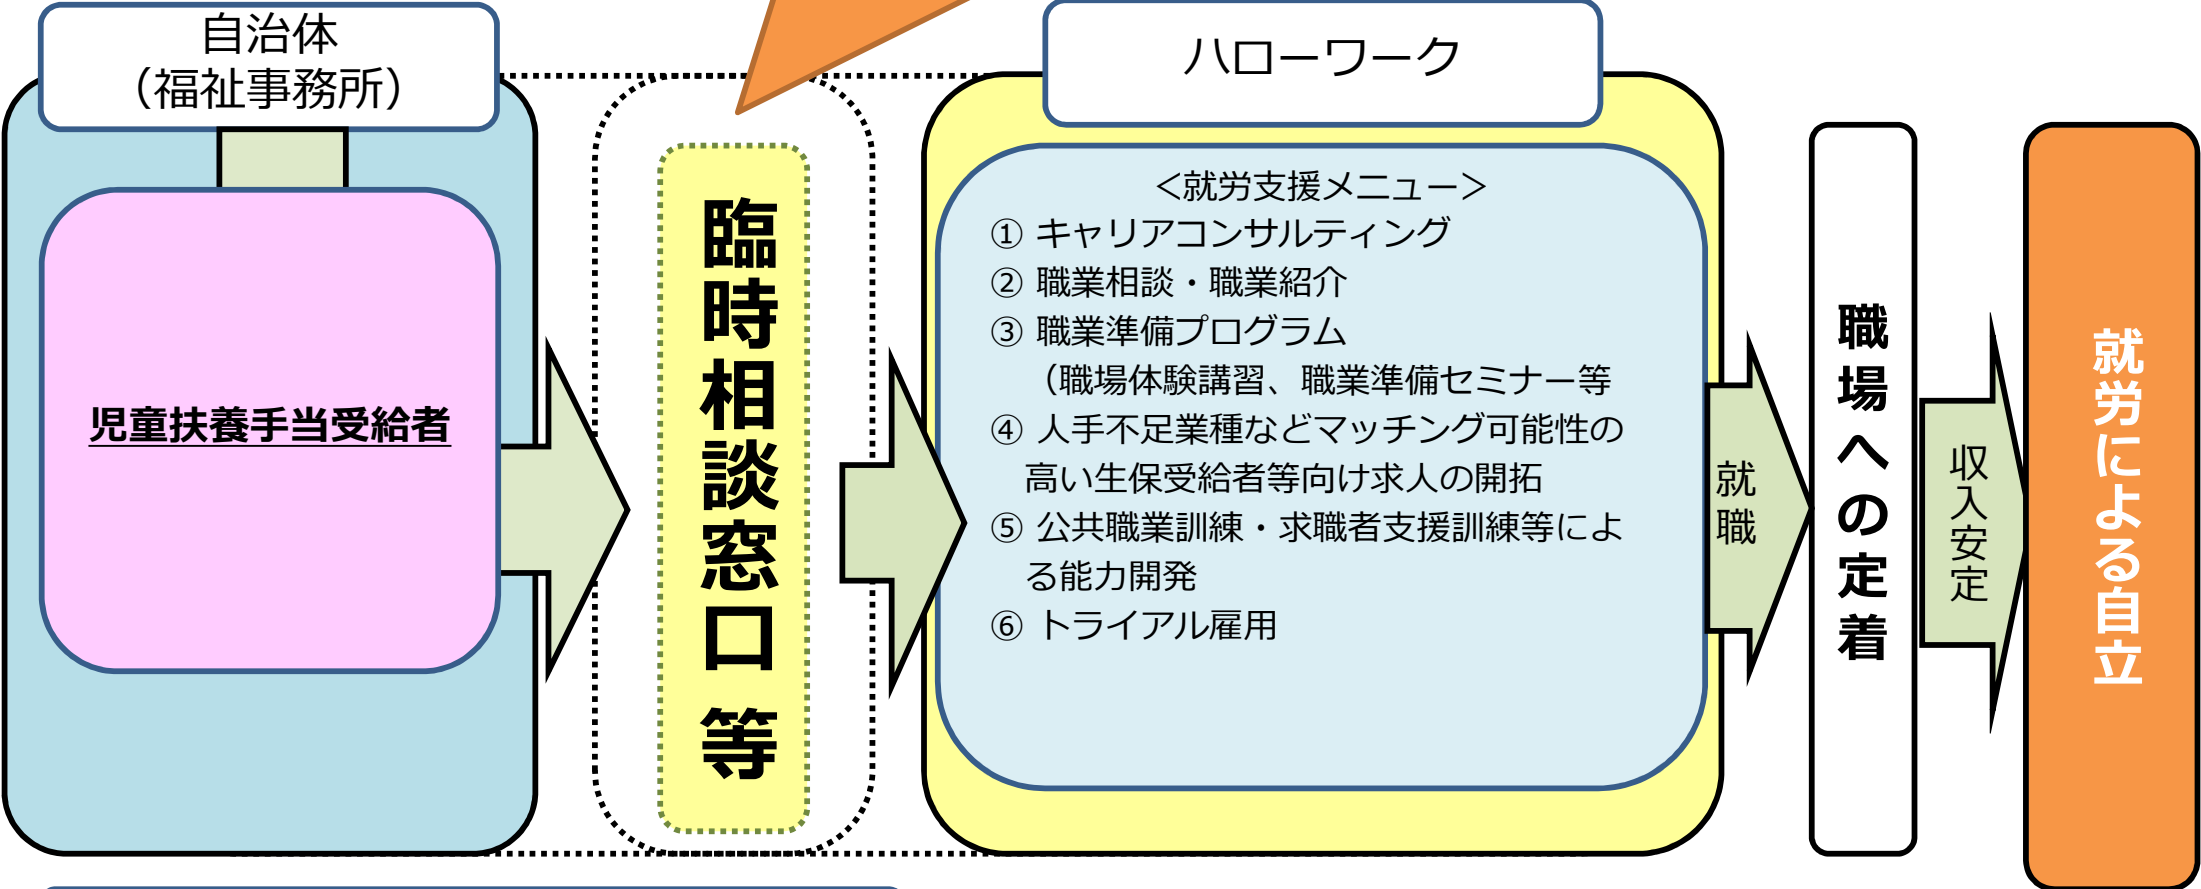 自治体
（福祉事務所）
児童扶養手当受給者
臨時相談窓口 等
ハローワーク
＜就労支援メニュー＞
① キャリアコンサルティング
② 職業相談・職業紹介
③ 職業準備プログラム
（職場体験講習、職業準備セミナー等
④ 人手不足業種などマッチング可能性の
高い生保受給者等向け求人の開拓
⑤ 公共職業訓練・求職者支援訓練等によ
る能力開発
⑥ トライアル雇用
就職
職場への定着
収入安定
就労による自立